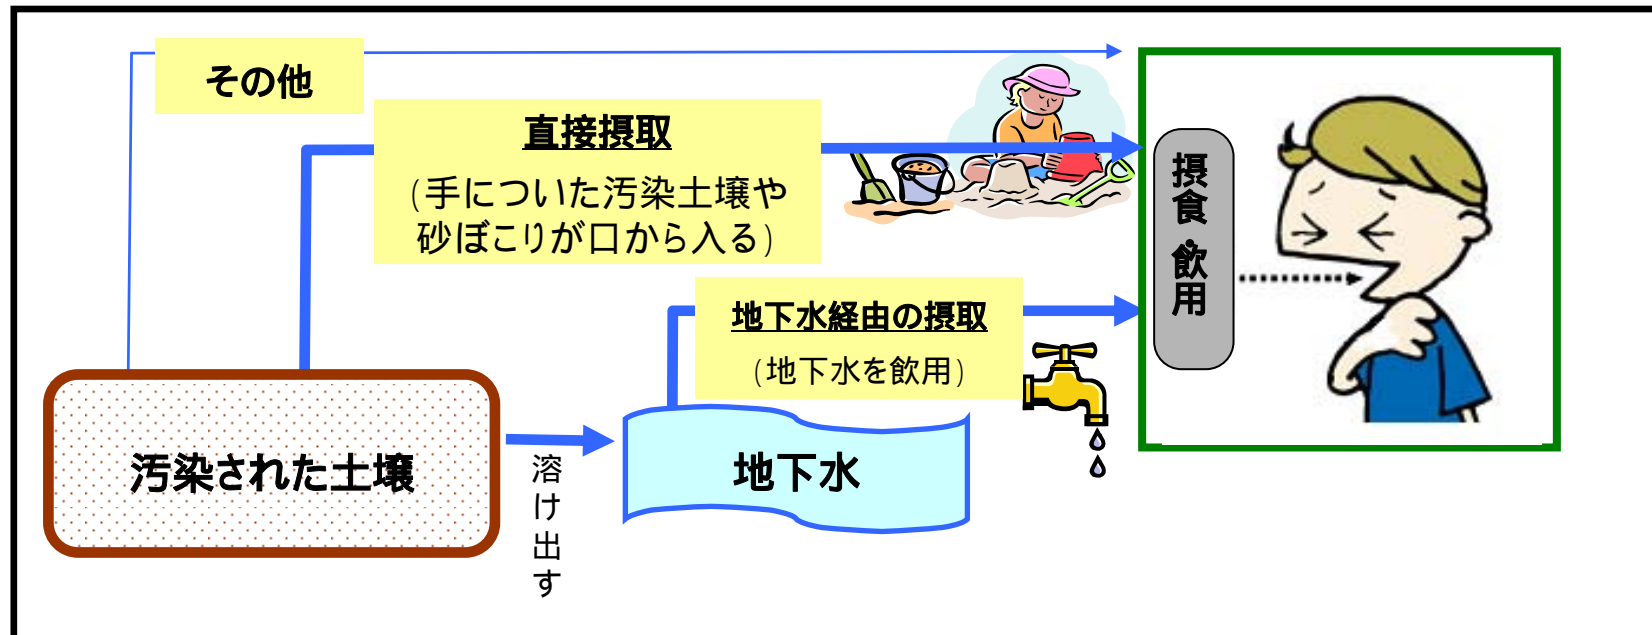 その他
直接摂取
(手についた汚染土壌や
砂ぼこりが口から入る)
摂食・飲用
地下水経由の摂取
(地下水を飲用)
汚染された土壌
溶け出す
地下水